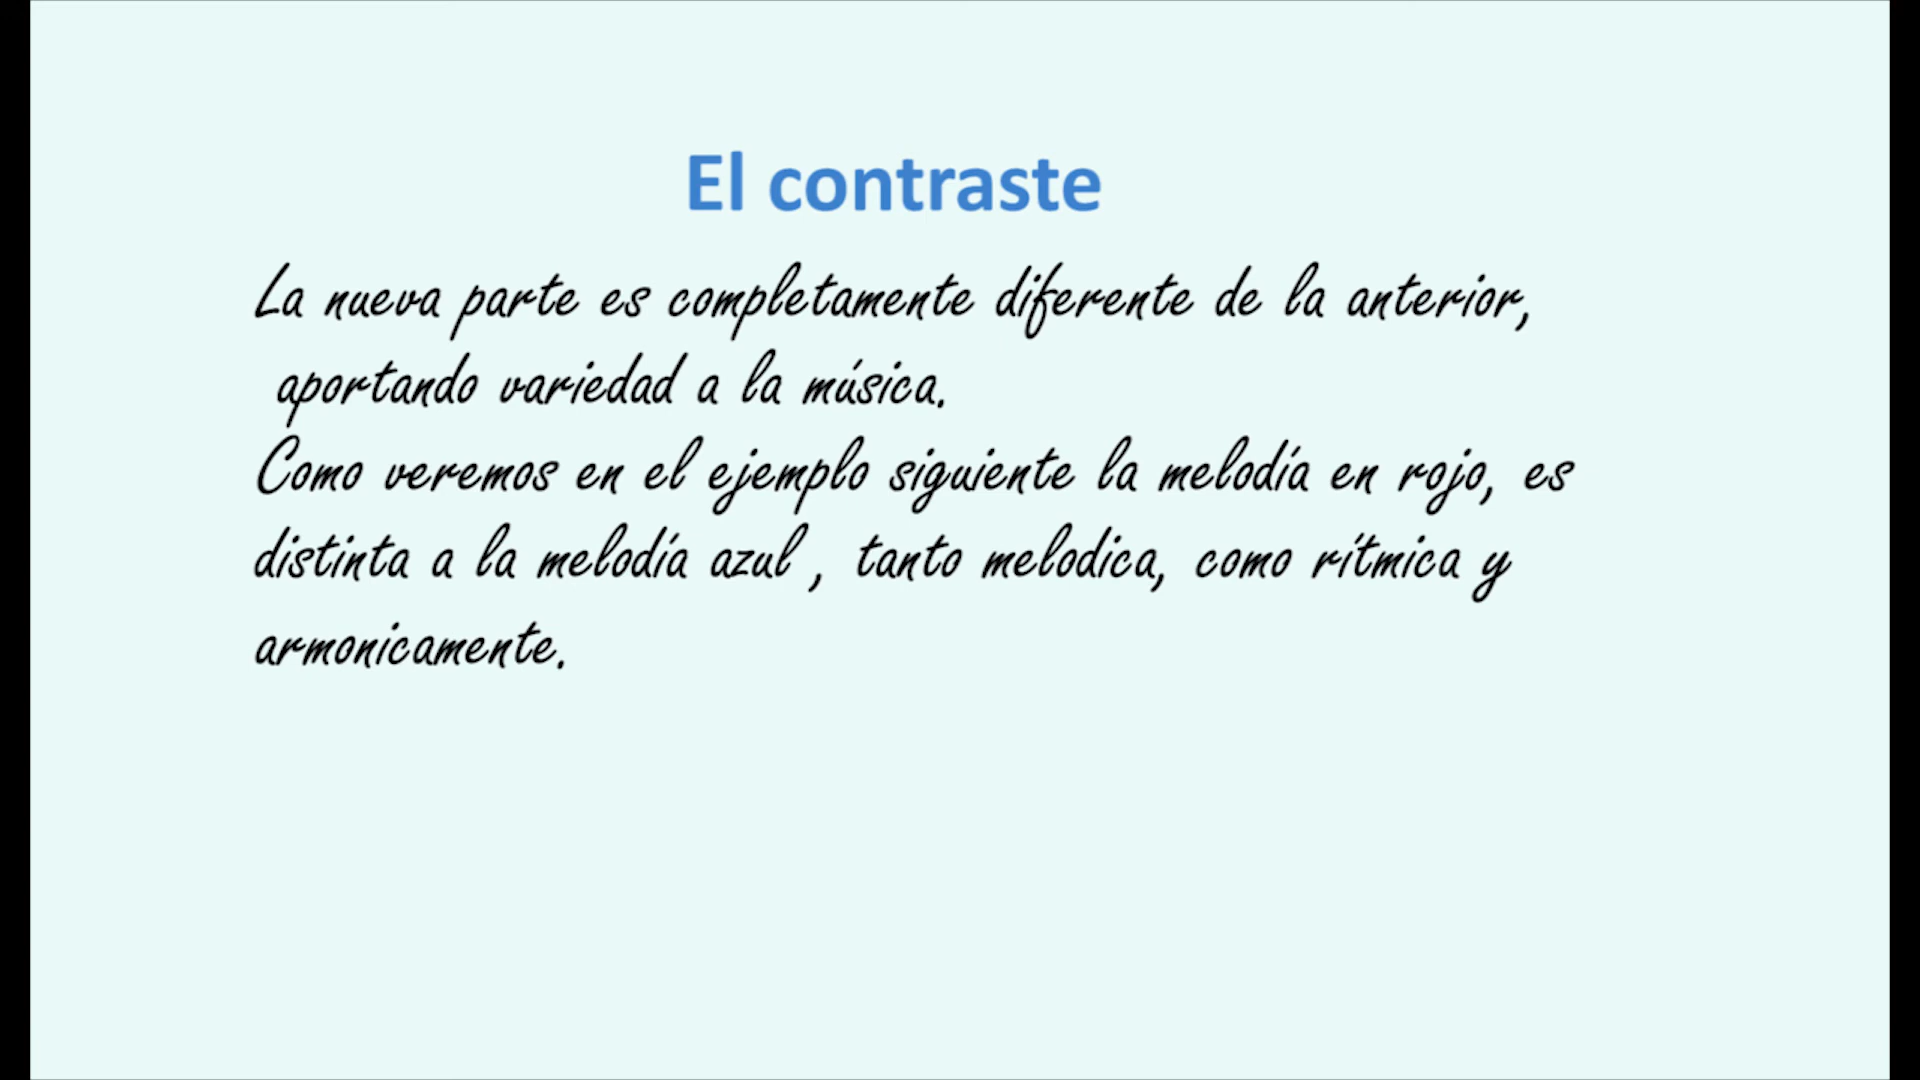 El contraste
La nueva parte es completamente diferente de la anterior,
aportando variedad a la música.
Como veremos en el ejemplo siguiente la melodía en rojo, es
distinta a la melodía azul , tanto melodica, como rítmica y
armonicamente.